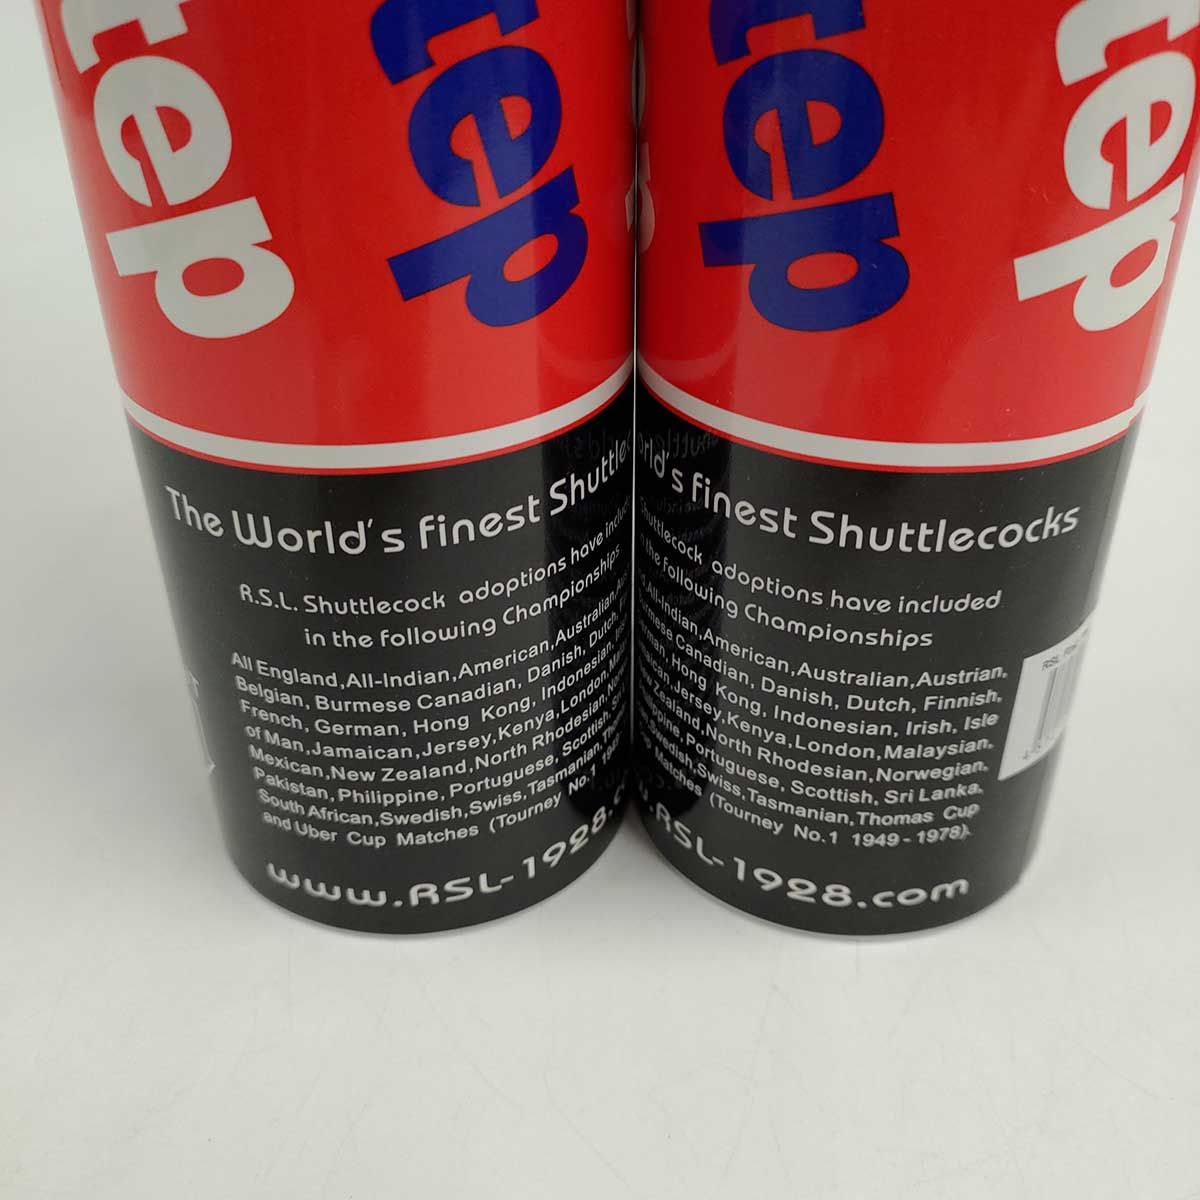 tep
tep
The World's finest Shuttle
R.S.L. Shuttlecock adoptions have inclu
in the following Championships
All England,All-Indian,American,Australian,
Belgian, Burmese Canadian, Danish, Dutch,
French, German, Hong Kong, Indonesian,
of Man,Jamaican,Jersey,Kenya,London,
Mexican,New Zealand,North Rhodesian,
Pakistan,Philippine, Portuguese, Scottish,
South African,Swedish,Swiss,Tasmanian,
and Uber Cup Matches (Tourney No.1
www.RSL-1928.
tep
tep
finest Shuttlecocks
Shuttlecock adoptions have included
the following Championships
All-Indian,American,Australian,Austrian,
Canadian, Danish, Dutch, Finnish,
Hong Kong, Indonesian, Irish, Isle
Jersey,Kenya,London,Malaysian,
Zealand,North Rhodesian,Norwegian,
Portuguese, Scottish, Sri Lanka,
Swedish,Swiss,Tasmanian,Thomas Cup
Matches (Tourney No.1 1949-1978).
RSL-1928.com
RSL